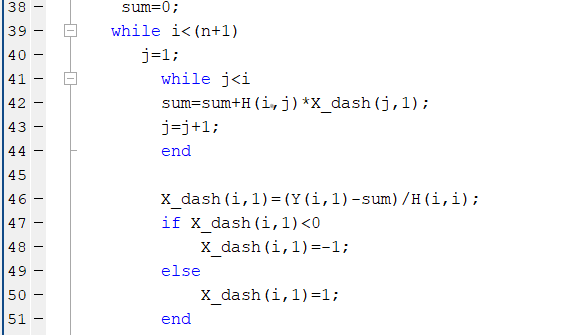 38 – sum=0;
39 – while i<(n+1)
40 – j=1;
41 – while j<i
42 – sum=sum+H(i,j)*X_dash(j,1);
43 – j=j+1;
44 – end
45
46 – X_dash(i,1)=(Y(i,1)-sum)/H(i,i);
47 – if X_dash(i,1)<0
48 – X_dash(i,1)=-1;
49 – else
50 – X_dash(i,1)=1;
51 – end